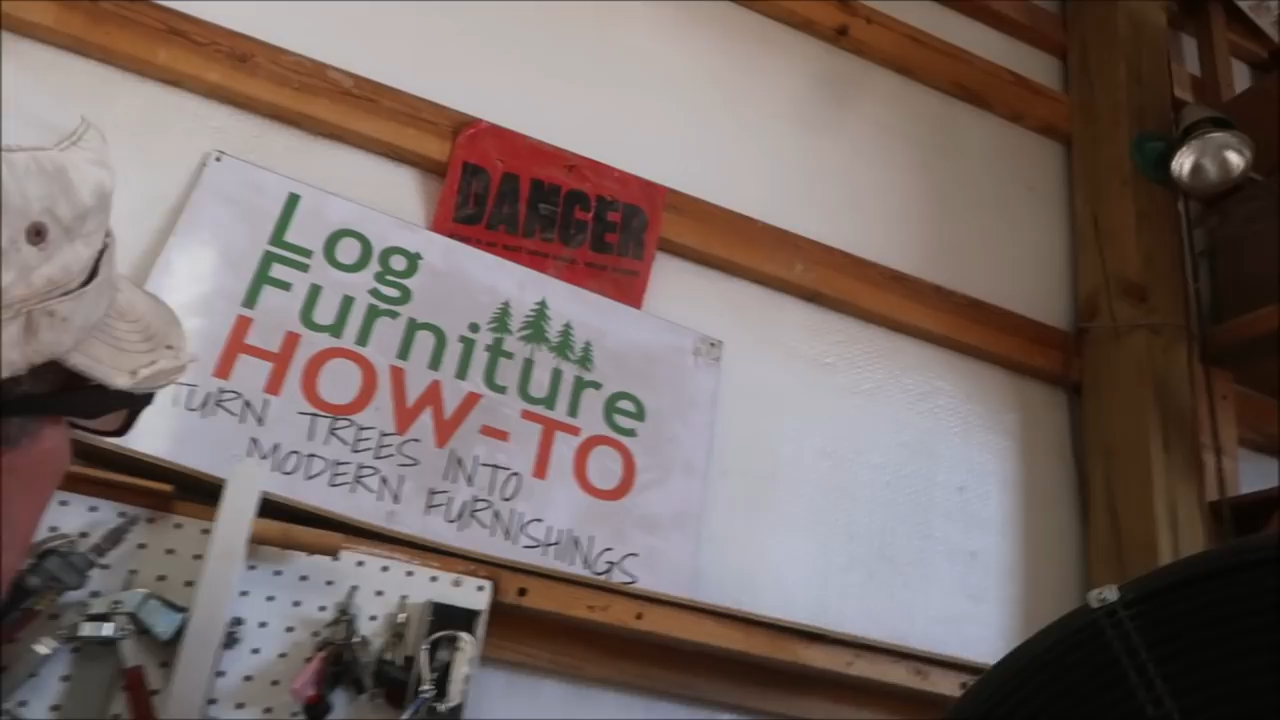 DANGER
Log
Furniture
HOW-TO
TURN TREES INTO
MODERN FURNISHINGS